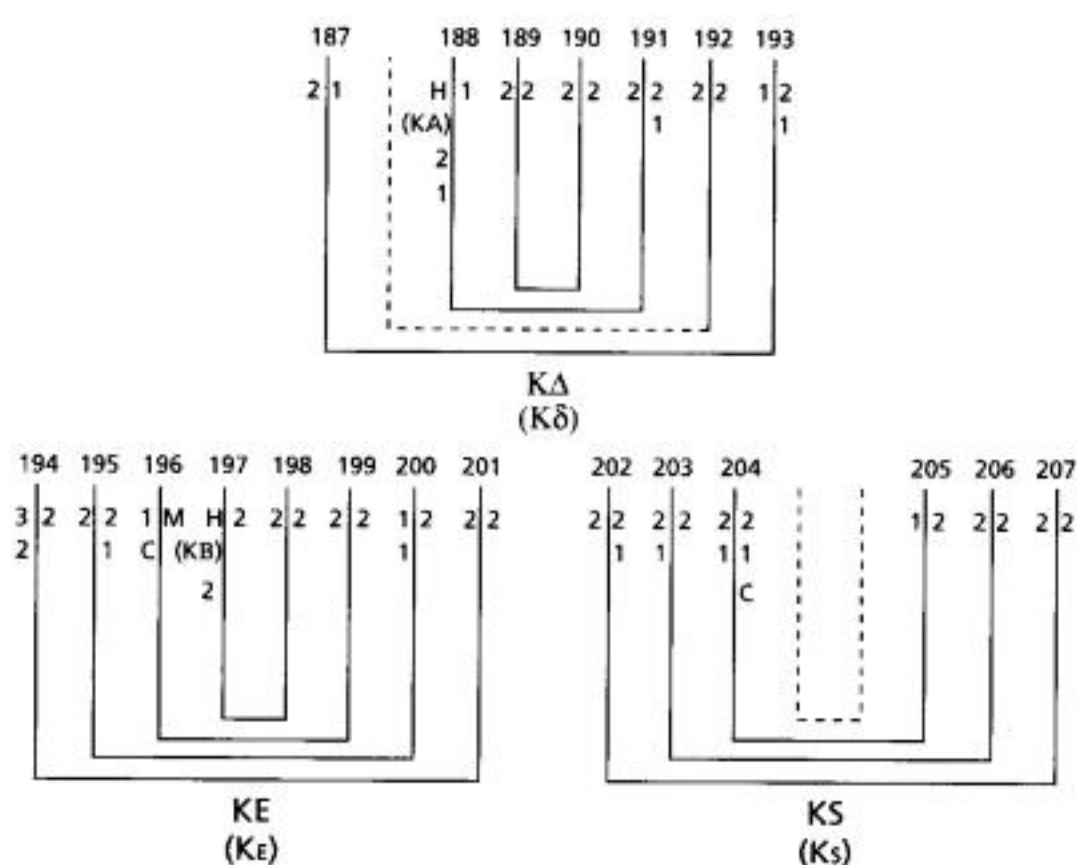 187 188 189 190 191 192 193
2 1 H 1 2 2 2 2 2 2 2 2 1 2
(KA) 1 1
2
1
KΔ
(Kδ)
194 195 196 197 198 199 200 201
3 2 2 2 1 M H 2 2 2 2 2 1 2 2 2
2 1 C (KB) 1
2
KE
(KE)
202 203 204 205 206 207
2 2 2 2 2 2 1 2 2 2 2 2
1 1 1 1
C
KS
(Ks)